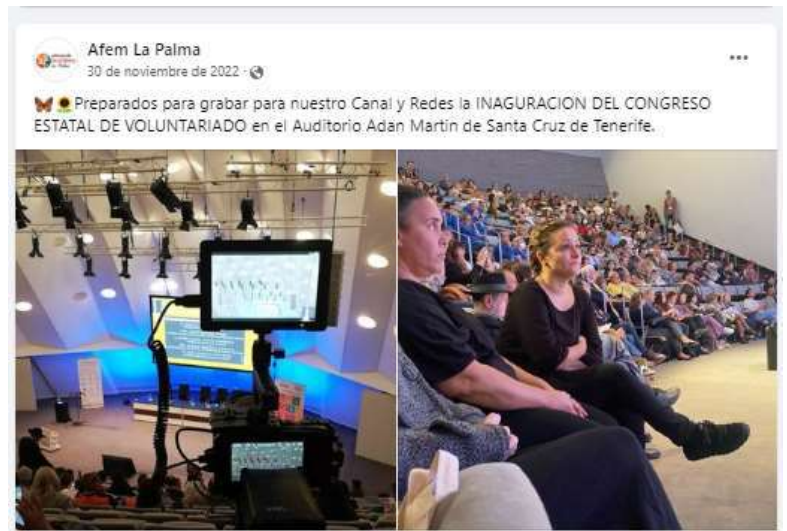 Afem La Palma
30 de noviembre de 2022
Preparados para grabar para nuestro Canal y Redes la INAGURACION DEL CONGRESO
ESTATAL DE VOLUNTARIADO en el Auditorio Adan Martin de Santa Cruz de Tenerife.